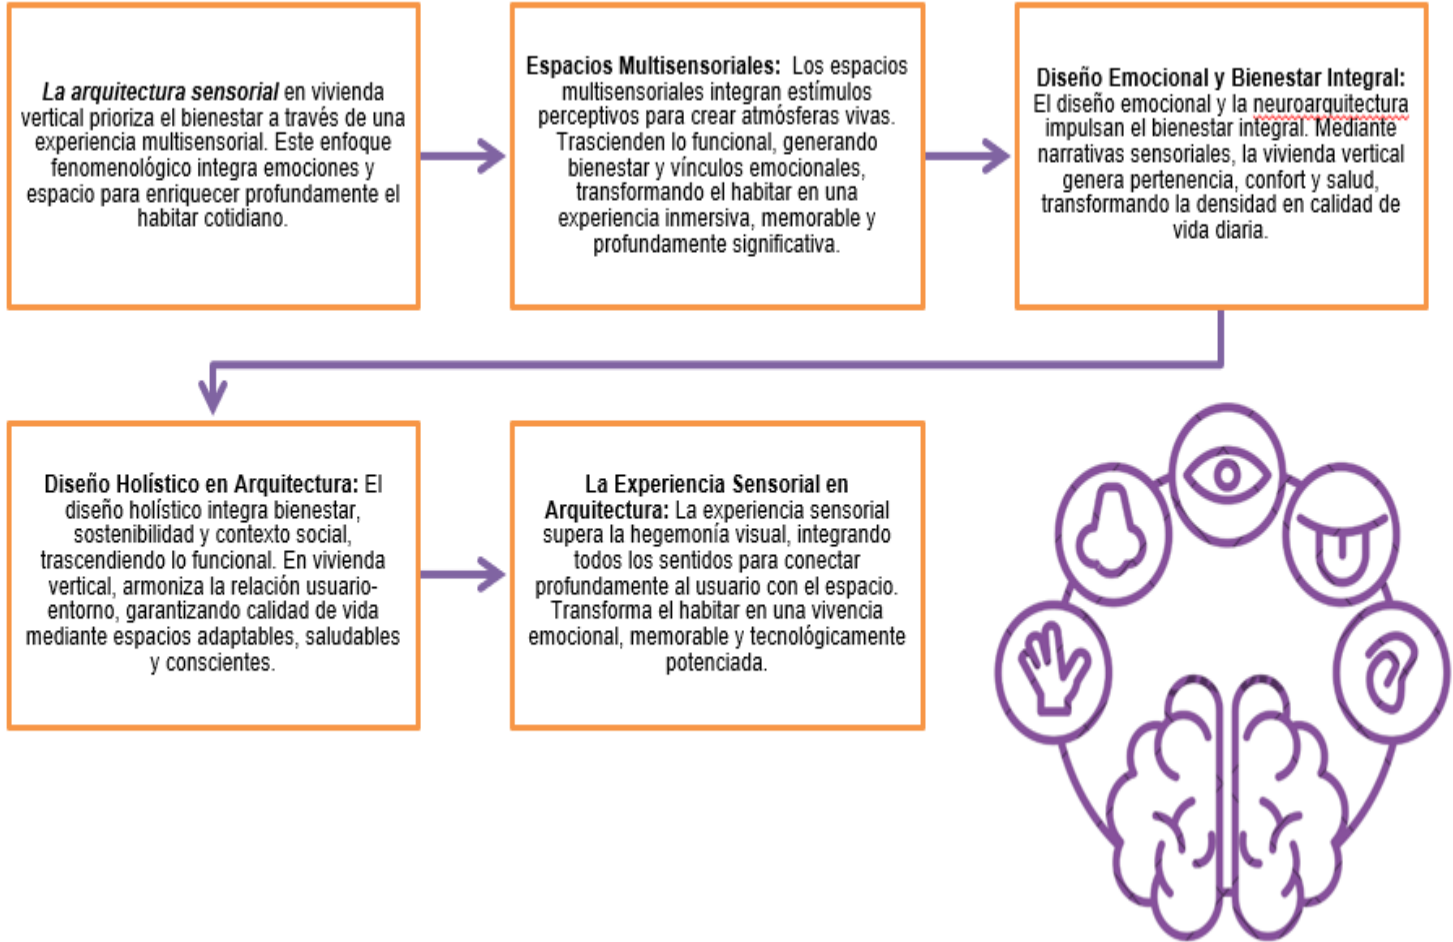 La arquitectura sensorial en vivienda
vertical prioriza el bienestar a través de una
experiencia multisensorial. Este enfoque
fenomenológico integra emociones y
espacio para enriquecer profundamente el
habitar cotidiano.
Espacios Multisensoriales: Los espacios
multisensoriales integran estímulos
perceptivos para crear atmósferas vivas.
Trascienden lo funcional, generando
bienestar y vínculos emocionales,
transformando el habitar en una
experiencia inmersiva, memorable y
profundamente significativa.
Diseño Emocional y Bienestar Integral:
El diseño emocional y la neuroarquitectura
impulsan el bienestar integral. Mediante
narrativas sensoriales, la vivienda vertical
genera pertenencia, confort y salud,
transformando la densidad en calidad de
vida diaria.
Diseño Holístico en Arquitectura: El
diseño holístico integra bienestar,
sostenibilidad y contexto social,
trascendiendo lo funcional. En vivienda
vertical, armoniza la relación usuario-
entorno, garantizando calidad de vida
mediante espacios adaptables, saludables
y conscientes.
La Experiencia Sensorial en
Arquitectura: La experiencia sensorial
supera la hegemonía visual, integrando
todos los sentidos para conectar
profundamente al usuario con el espacio.
Transforma el habitar en una vivencia
emocional, memorable y tecnológicamente
potenciada.